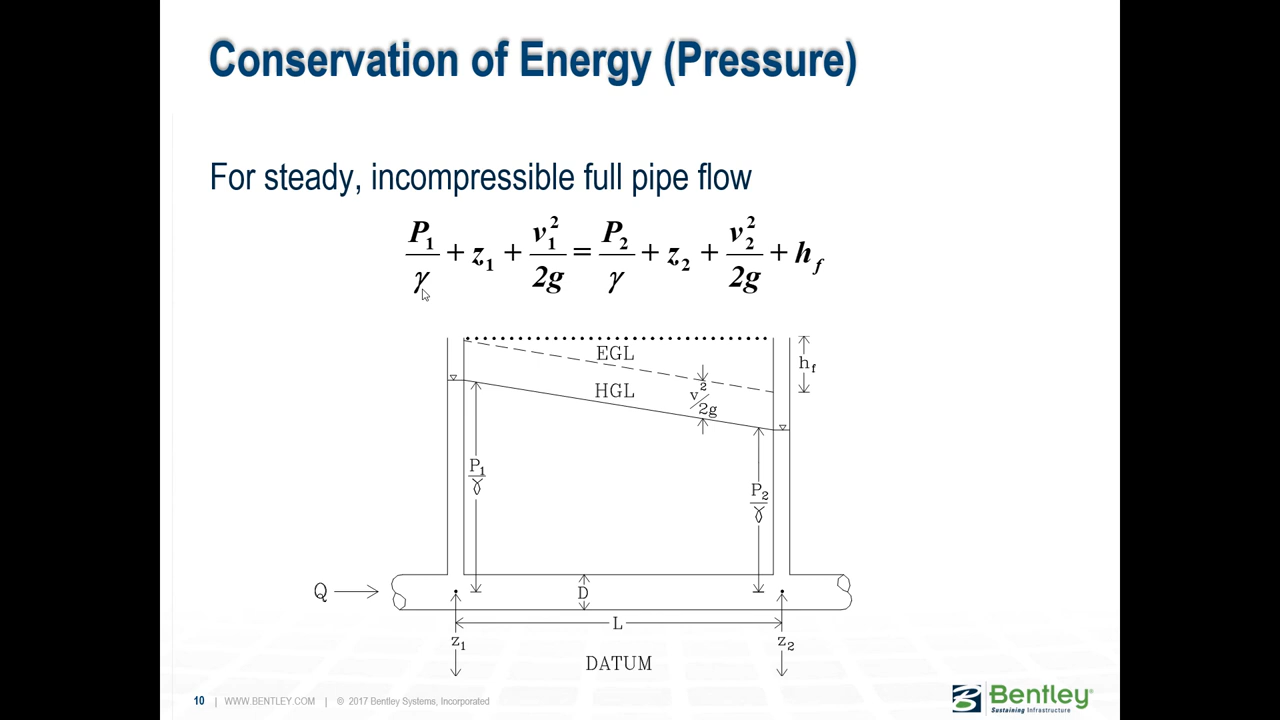 Conservation of Energy (Pressure)
For steady, incompressible full pipe flow
P₁/γ + z₁ + v₁²/2g = P₂/γ + z₂ + v₂²/2g + h_f
EGL
h_f
HGL
v²/2g
P₁/γ
P₂/γ
Q
D
L
z₁
z₂
DATUM
10 | WWW.BENTLEY.COM | © 2017 Bentley Systems, Incorporated
Bentley®
Sustaining Infrastructure